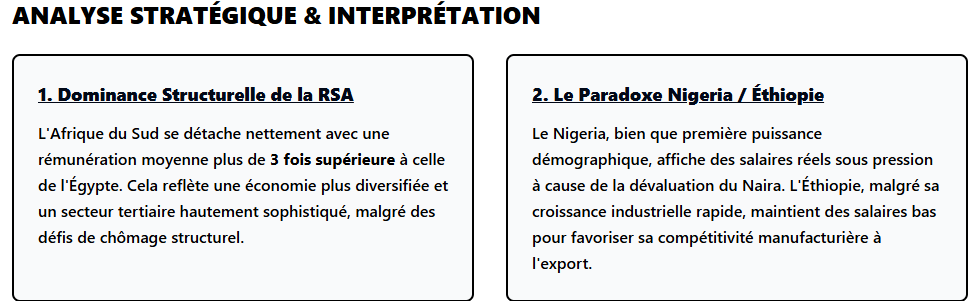 ANALYSE STRATÉGIQUE & INTERPRÉTATION
1. Dominance Structurelle de la RSA
L'Afrique du Sud se détache nettement avec une
rémunération moyenne plus de 3 fois supérieure à celle
de l'Égypte. Cela reflète une économie plus diversifiée et
un secteur tertiaire hautement sophistiqué, malgré des
défis de chômage structurel.
2. Le Paradoxe Nigeria / Éthiopie
Le Nigeria, bien que première puissance
démographique, affiche des salaires réels sous pression
à cause de la dévaluation du Naira. L'Éthiopie, malgré sa
croissance industrielle rapide, maintient des salaires bas
pour favoriser sa compétitivité manufacturière à
l'export.